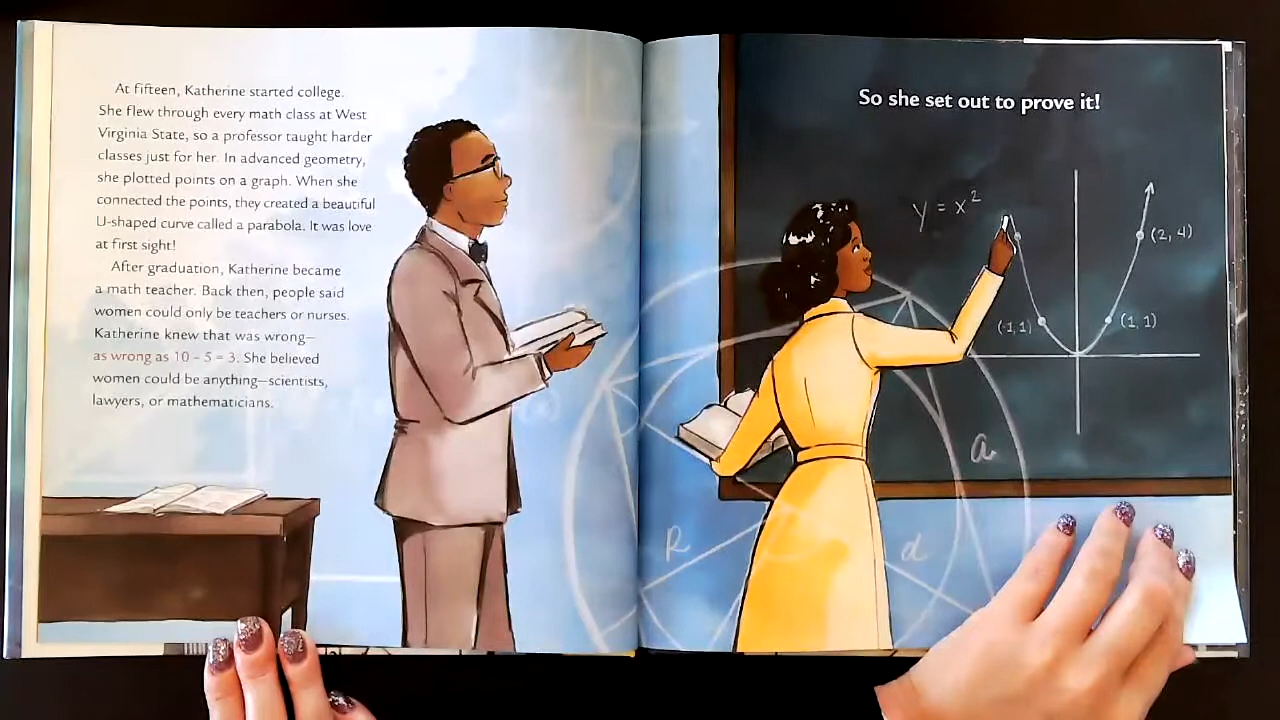 At fifteen, Katherine started college.
She flew through every math class at West
Virginia State, so a professor taught harder
classes just for her. In advanced geometry,
she plotted points on a graph. When she
connected the points, they created a beautiful
U-shaped curve called a parabola. It was love
at first sight!
After graduation, Katherine became
a math teacher. Back then, people said
women could only be teachers or nurses.
Katherine knew that was wrong—
as wrong as 10 – 5 = 3. She believed
women could be anything—scientists,
lawyers, or mathematicians.
So she set out to prove it!
y = x²
(2, 4)
(-1, 1)
(1, 1)
a
R
d